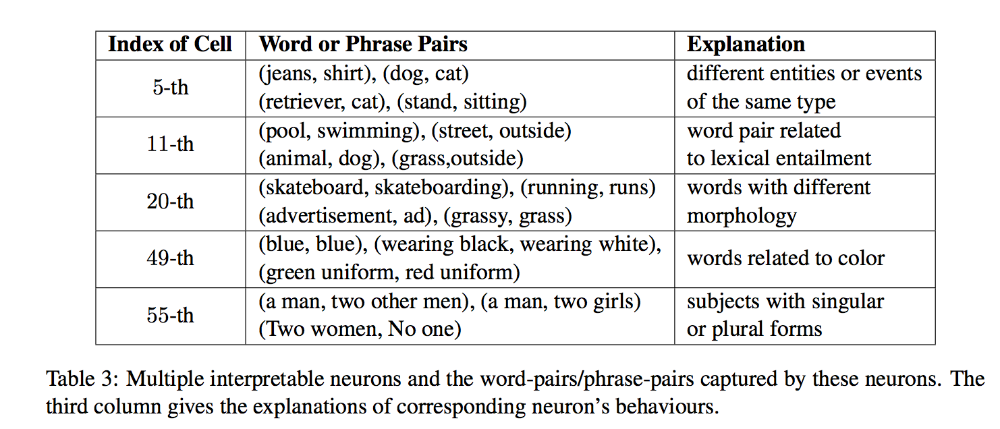 Index of Cell Word or Phrase Pairs Explanation
5-th
(jeans, shirt), (dog, cat)
(retriever, cat), (stand, sitting)
different entities or events
of the same type
11-th
(pool, swimming), (street, outside)
(animal, dog), (grass,outside)
word pair related
to lexical entailment
20-th
(skateboard, skateboarding), (running, runs)
(advertisement, ad), (grassy, grass)
words with different
morphology
49-th
(blue, blue), (wearing black, wearing white),
(green uniform, red uniform)
words related to color
55-th
(a man, two other men), (a man, two girls)
(Two women, No one)
subjects with singular
or plural forms
Table 3: Multiple interpretable neurons and the word-pairs/phrase-pairs captured by these neurons. The
third column gives the explanations of corresponding neuron's behaviours.